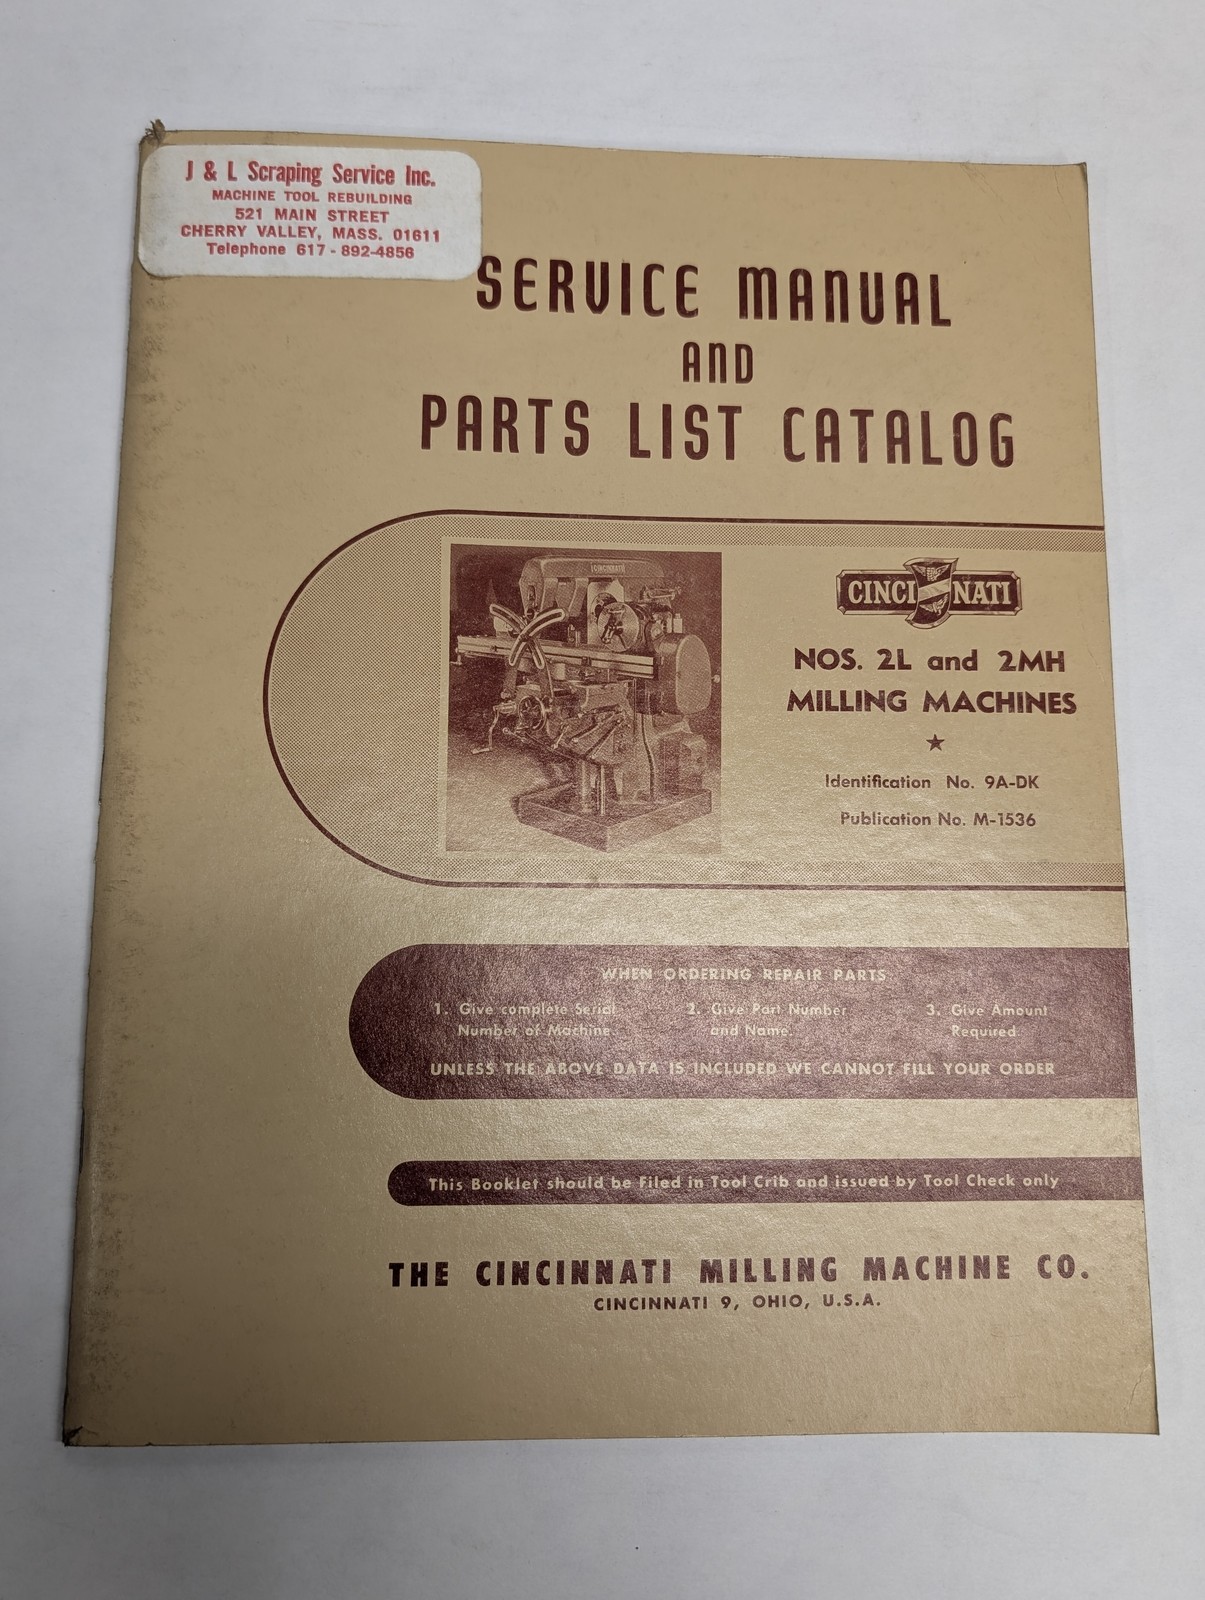 J & L Scraping Service Inc.
MACHINE TOOL REBUILDING
521 MAIN STREET
CHERRY VALLEY, MASS. 01611
Telephone 617-892-4856
SERVICE MANUAL
AND
PARTS LIST CATALOG
CINCINNATI
CINCINNATI
NOS. 2L and 2MH
MILLING MACHINES
★
Identification No. 9A-DK
Publication No. M-1536
WHEN ORDERING REPAIR PARTS
1. Give complete Serial Number of Machine.
2. Give Part Number and Name.
3. Give Amount Required.
UNLESS THE ABOVE DATA IS INCLUDED WE CANNOT FILL YOUR ORDER
This Booklet should be Filed in Tool Crib and issued by Tool Check only
THE CINCINNATI MILLING MACHINE CO.
CINCINNATI 9, OHIO, U.S.A.